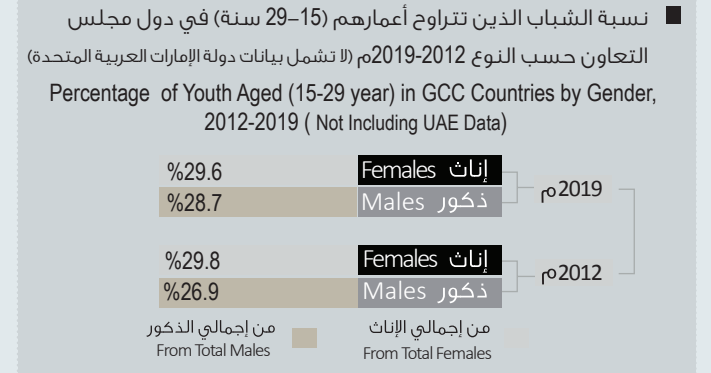 نسبة الشباب الذين تتراوح أعمارهم (15–29 سنة) في دول مجلس
التعاون حسب النوع 2012-2019م (لا تشمل بيانات دولة الإمارات العربية المتحدة)
Percentage of Youth Aged (15-29 year) in GCC Countries by Gender,
2012-2019 ( Not Including UAE Data)
2019م
إناث Females %29.6
ذكور Males %28.7
2012م
إناث Females %29.8
ذكور Males %26.9
من إجمالي الإناث
From Total Females
من إجمالي الذكور
From Total Males